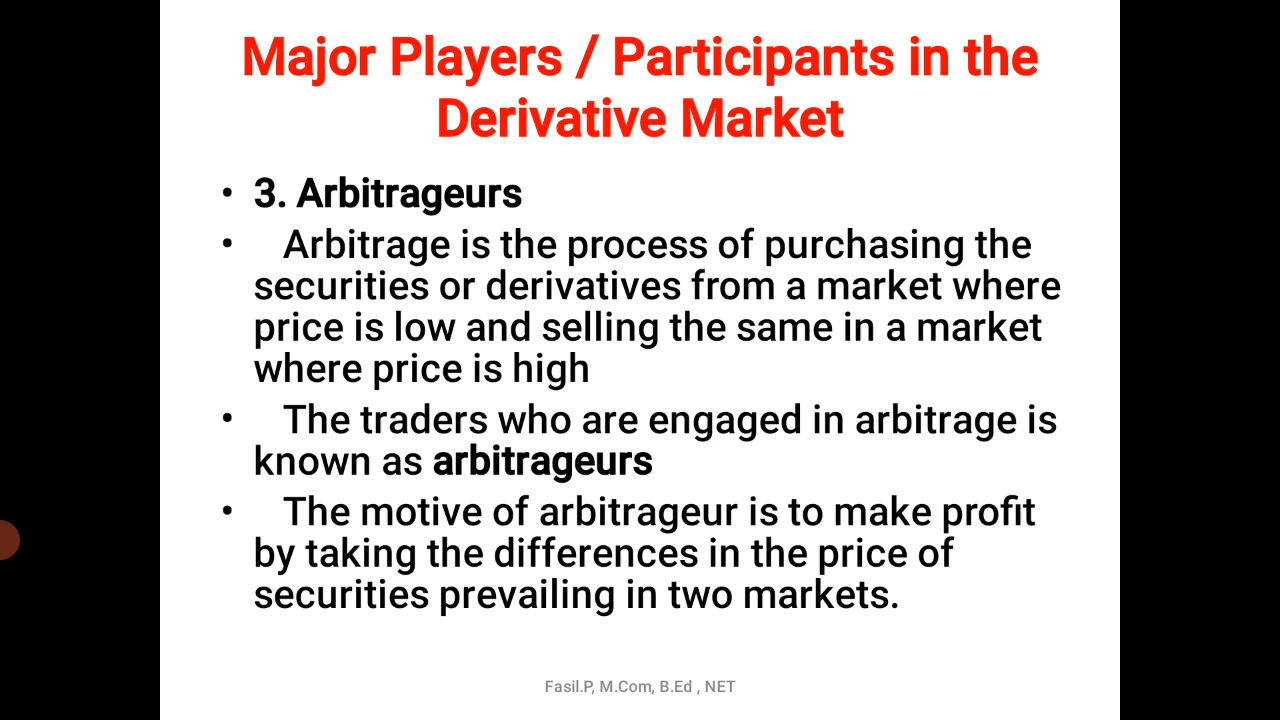 Major Players / Participants in the
Derivative Market
• 3. Arbitrageurs
• Arbitrage is the process of purchasing the
securities or derivatives from a market where
price is low and selling the same in a market
where price is high
• The traders who are engaged in arbitrage is
known as arbitrageurs
• The motive of arbitrageur is to make profit
by taking the differences in the price of
securities prevailing in two markets.
Fasil.P, M.Com, B.Ed , NET